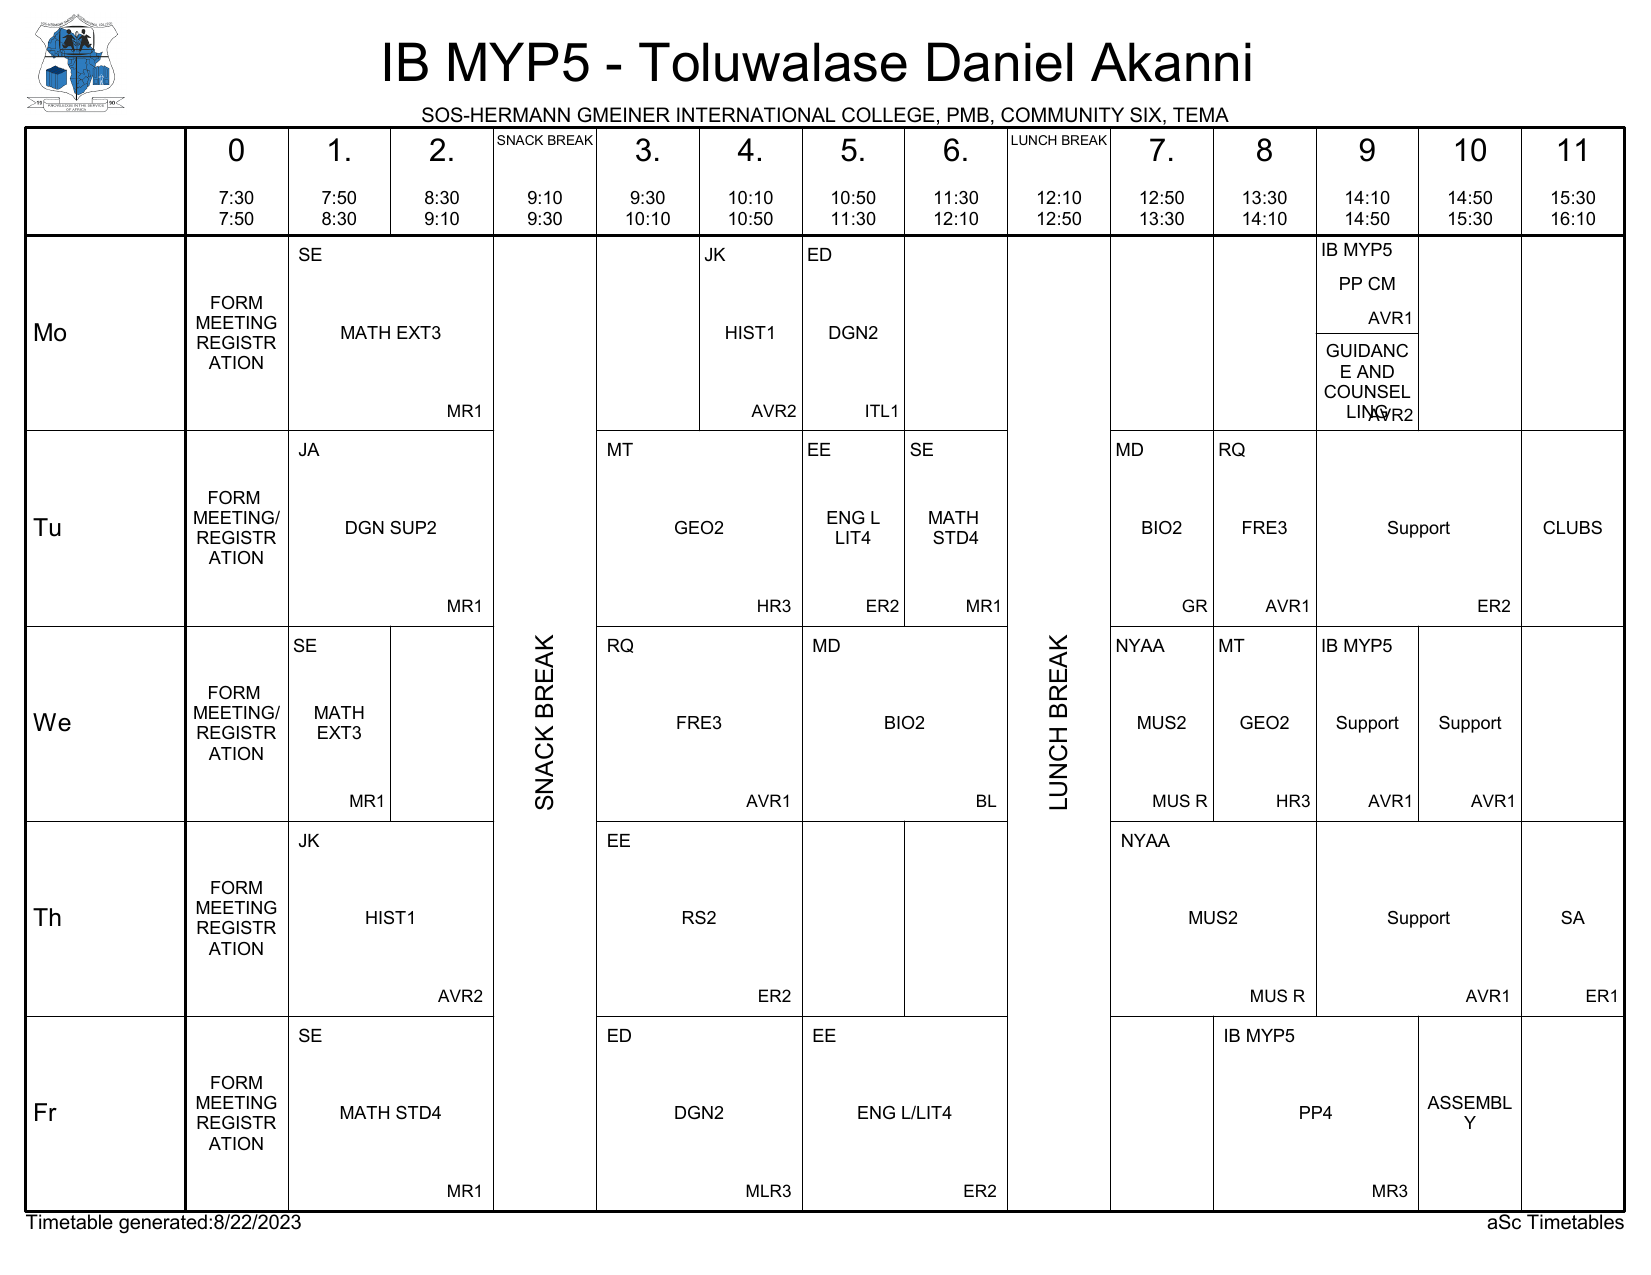 IB MYP5 - Toluwalase Daniel Akanni
SOS-HERMANN GMEINER INTERNATIONAL COLLEGE, PMB, COMMUNITY SIX, TEMA
0 1. 2. SNACK BREAK 3. 4. 5. 6. LUNCH BREAK 7. 8 9 10 11
7:30 7:50 8:30 9:10 9:30 10:10 10:50 11:30 12:10 12:50 13:30 14:10 14:50 15:30
7:50 8:30 9:10 9:30 10:10 10:50 11:30 12:10 12:50 13:30 14:10 14:50 15:30 16:10
Mo
FORM
MEETING
REGISTR
ATION
SE
MATH EXT3
MR1
JK
HIST1
AVR2
ED
DGN2
ITL1
IB MYP5
PP CM
AVR1
GUIDANC
E AND
COUNSEL
LING
AVR2
Tu
FORM
MEETING/
REGISTR
ATION
JA
DGN SUP2
MR1
MT
GEO2
HR3
EE
ENG L
LIT4
ER2
SE
MATH
STD4
MR1
MD
BIO2
GR
RQ
FRE3
AVR1
Support
ER2
CLUBS
We
FORM
MEETING/
REGISTR
ATION
SE
MATH
EXT3
MR1
SNACK BREAK
RQ
FRE3
AVR1
MD
BIO2
BL
LUNCH BREAK
NYAA
MUS2
MUS R
MT
GEO2
HR3
IB MYP5
Support
AVR1
Support
AVR1
Th
FORM
MEETING
REGISTR
ATION
JK
HIST1
AVR2
EE
RS2
ER2
NYAA
MUS2
MUS R
Support
AVR1
SA
ER1
Fr
FORM
MEETING
REGISTR
ATION
SE
MATH STD4
MR1
ED
DGN2
MLR3
EE
ENG L/LIT4
ER2
IB MYP5
PP4
MR3
ASSEMBL
Y
Timetable generated:8/22/2023
aSc Timetables